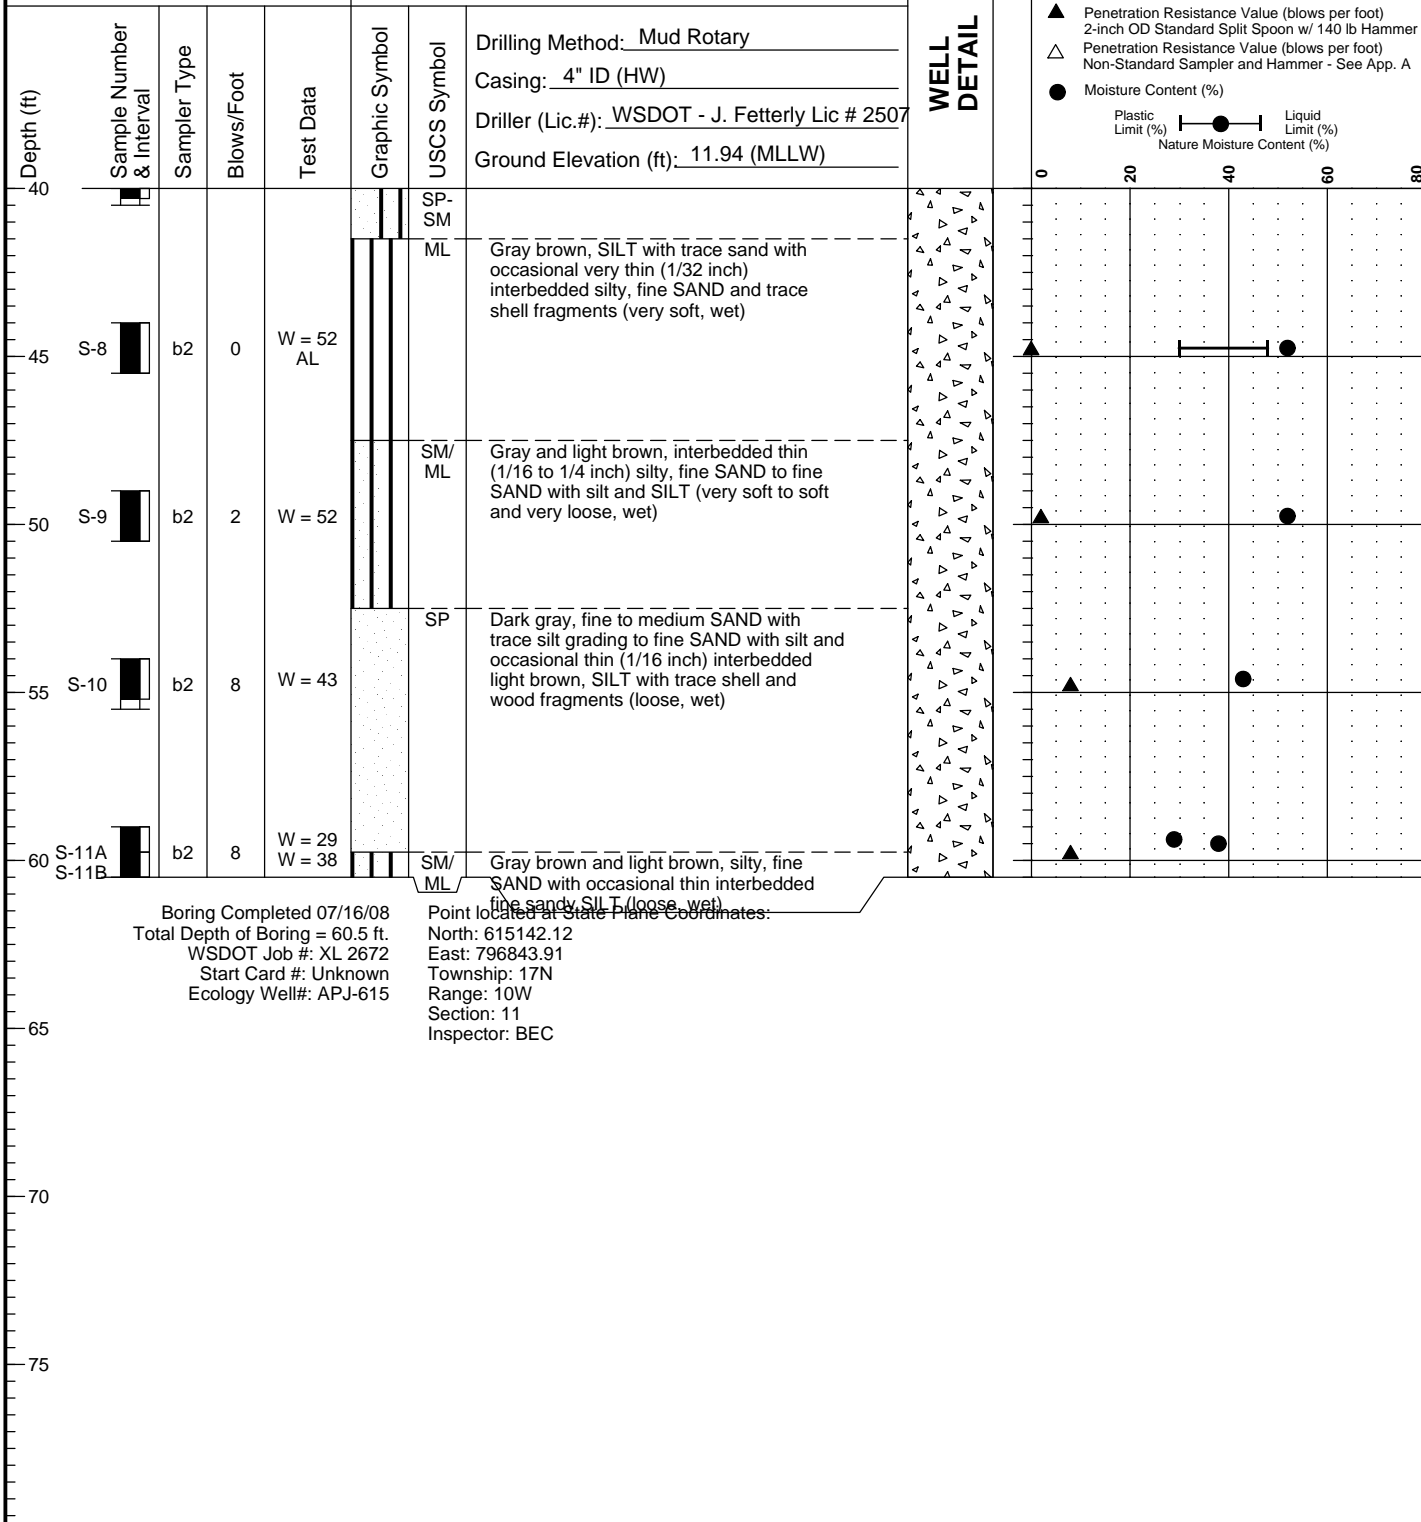 Depth (ft)
Sample Number
& Interval
Sampler Type
Blows/Foot
Test Data
Graphic Symbol
USCS Symbol
Drilling Method: Mud Rotary
Casing: 4" ID (HW)
Driller (Lic.#): WSDOT - J. Fetterly Lic # 2507
Ground Elevation (ft): 11.94 (MLLW)
WELL
DETAIL
Penetration Resistance Value (blows per foot)
2-inch OD Standard Split Spoon w/ 140 lb Hammer
Penetration Resistance Value (blows per foot)
Non-Standard Sampler and Hammer - See App. A
Moisture Content (%)
Plastic
Limit (%)
Liquid
Limit (%)
Nature Moisture Content (%)
0 20 40 60 80
40
SP-
SM
ML
Gray brown, SILT with trace sand with
occasional very thin (1/32 inch)
interbedded silty, fine SAND and trace
shell fragments (very soft, wet)
45
S-8 b2 0 W = 52
AL
SM/
ML
Gray and light brown, interbedded thin
(1/16 to 1/4 inch) silty, fine SAND to fine
SAND with silt and SILT (very soft to soft
and very loose, wet)
50
S-9 b2 2 W = 52
SP
Dark gray, fine to medium SAND with
trace silt grading to fine SAND with silt and
occasional thin (1/16 inch) interbedded
light brown, SILT with trace shell and
wood fragments (loose, wet)
55
S-10 b2 8 W = 43
60
S-11A
S-11B
b2 8 W = 29
W = 38
SM/
ML
Gray brown and light brown, silty, fine
SAND with occasional thin interbedded
fine sandy SILT (loose, wet)
Boring Completed 07/16/08
Total Depth of Boring = 60.5 ft.
WSDOT Job #: XL 2672
Start Card #: Unknown
Ecology Well#: APJ-615
Point located at State Plane Coordinates:
North: 615142.12
East: 796843.91
Township: 17N
Range: 10W
Section: 11
Inspector: BEC
65
70
75